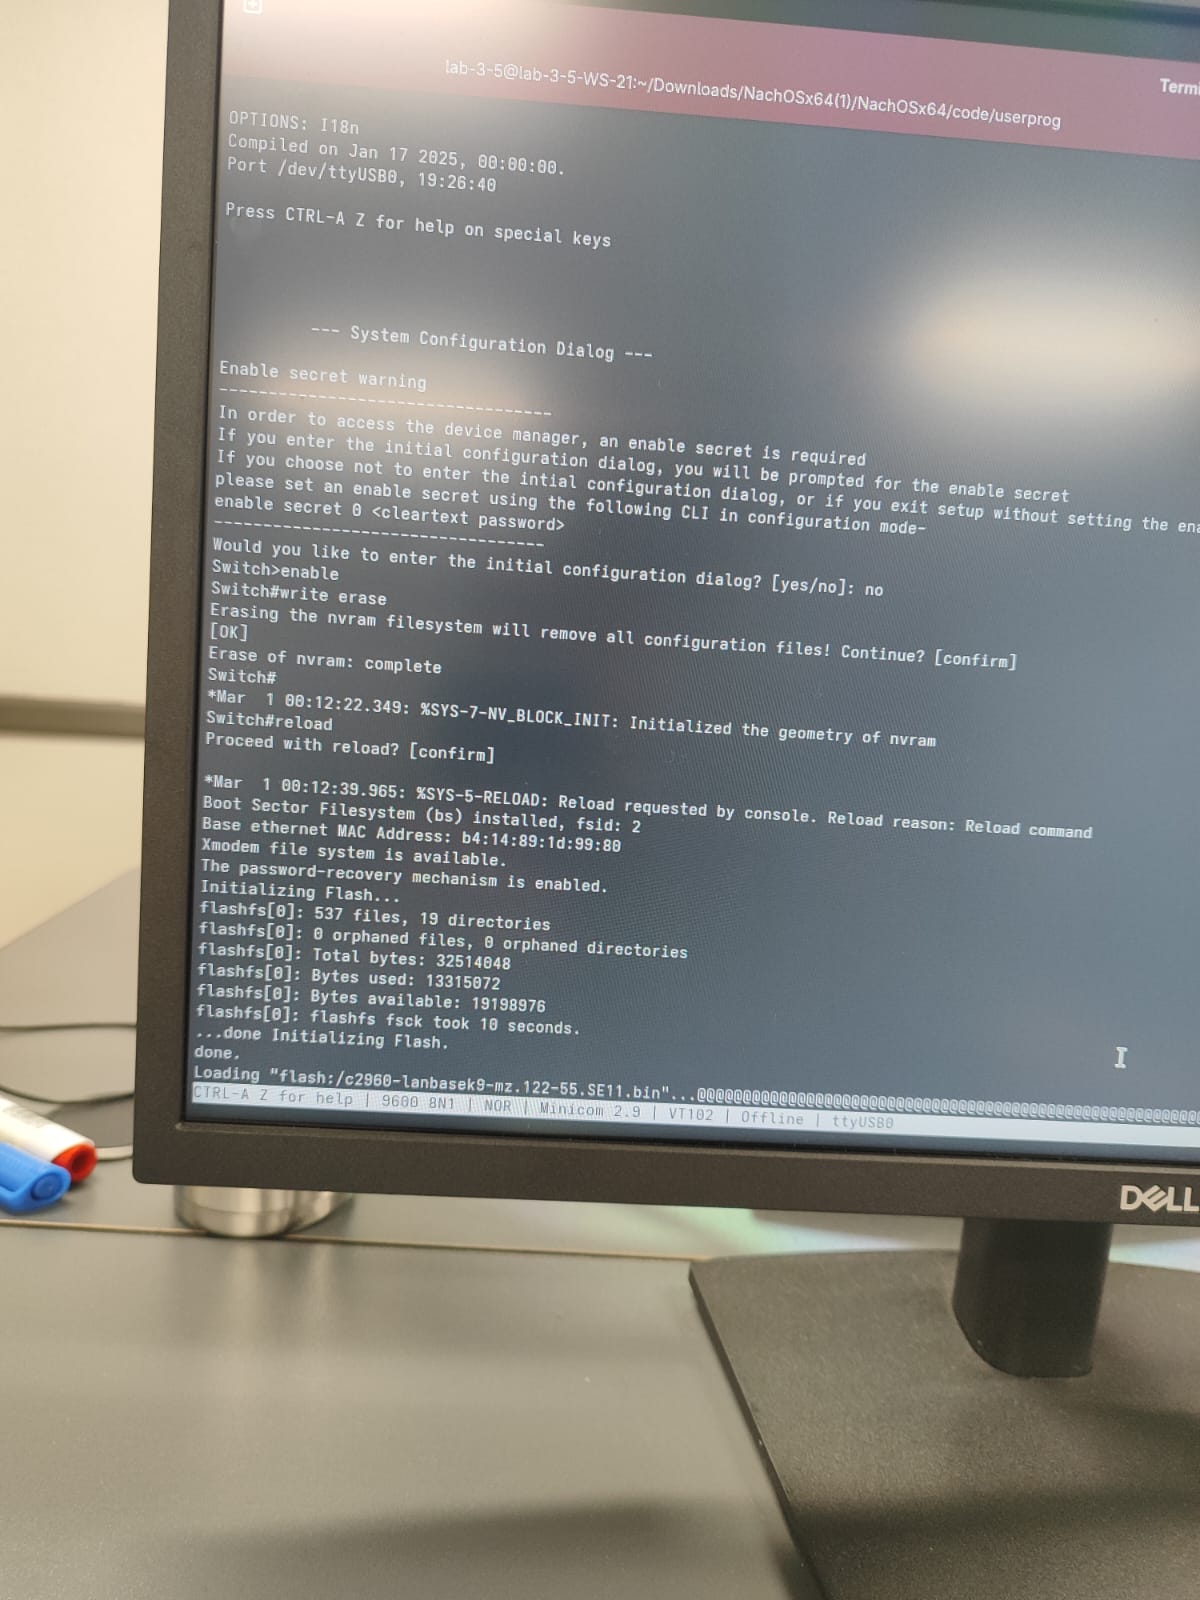 Termi
lab-3-5@lab-3-5-WS-21:~/Downloads/NachOSx64(1)/NachOSx64/code/userprog
OPTIONS: I18n
Compiled on Jan 17 2025, 00:00:00.
Port /dev/ttyUSB0, 19:26:40
Press CTRL-A Z for help on special keys
--- System Configuration Dialog ---
Enable secret warning
----------------------------------
In order to access the device manager, an enable secret is required
If you enter the initial configuration dialog, you will be prompted for the enable secret
If you choose not to enter the intial configuration dialog, or if you exit setup without setting the ena
please set an enable secret using the following CLI in configuration mode-
enable secret 0 <cleartext password>
----------------------------------
Would you like to enter the initial configuration dialog? [yes/no]: no
Switch>enable
Switch#write erase
Erasing the nvram filesystem will remove all configuration files! Continue? [confirm]
[OK]
Erase of nvram: complete
Switch#
*Mar  1 00:12:22.349: %SYS-7-NV_BLOCK_INIT: Initialized the geometry of nvram
Switch#reload
Proceed with reload? [confirm]
*Mar  1 00:12:39.965: %SYS-5-RELOAD: Reload requested by console. Reload reason: Reload command
Boot Sector Filesystem (bs) installed, fsid: 2
Base ethernet MAC Address: b4:14:89:1d:99:80
Xmodem file system is available.
The password-recovery mechanism is enabled.
Initializing Flash...
flashfs[0]: 537 files, 19 directories
flashfs[0]: 0 orphaned files, 0 orphaned directories
flashfs[0]: Total bytes: 32514048
flashfs[0]: Bytes used: 13315072
flashfs[0]: Bytes available: 19198976
flashfs[0]: flashfs fsck took 10 seconds.
...done Initializing Flash.
done.
Loading "flash:/c2960-lanbasek9-mz.122-55.SE11.bin"...@@@@@@@@@@@@@@@@@@@@@@@@@@@@@@@@@@@@@@@@@@@@@@@@@@@@@@@@@@@@@@@
CTRL-A Z for help | 9600 8N1 | NOR | Minicom 2.9 | VT102 | Offline | ttyUSB0
DELL